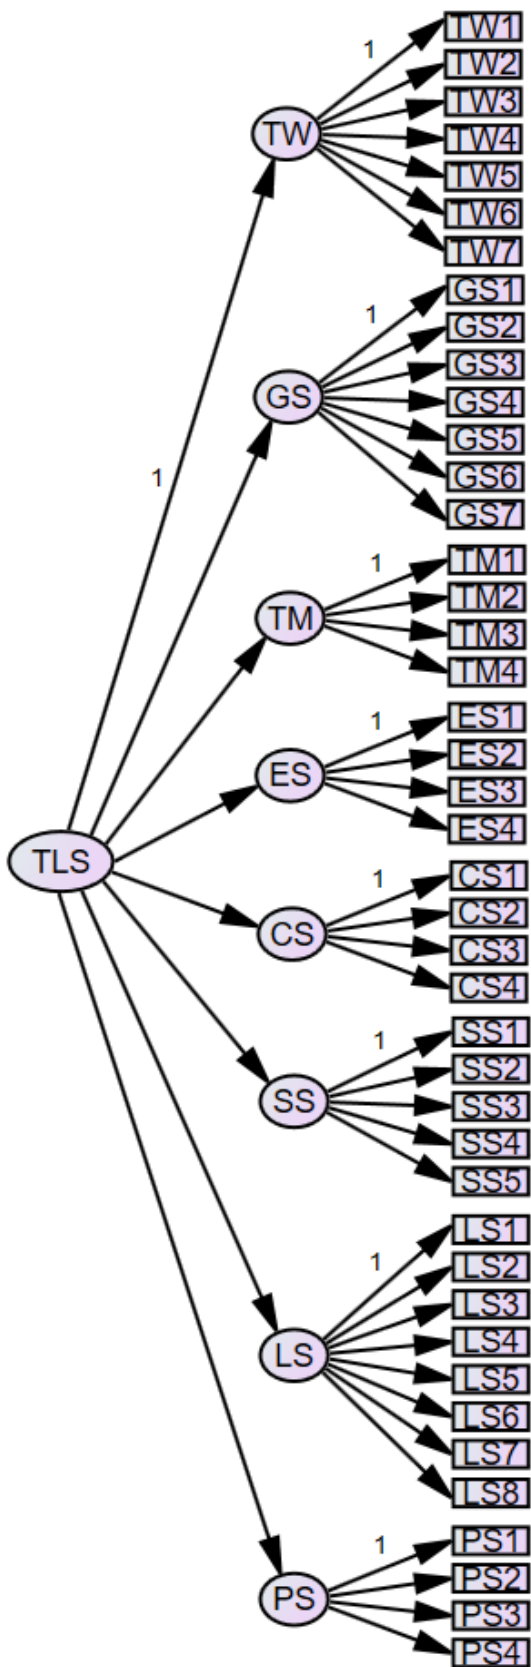 1
TW1
TW2
TW3
TW
TW4
TW5
TW6
TW7
1
GS1
GS2
GS3
GS
GS4
GS5
GS6
GS7
1
1
TM1
TM2
TM
TM3
TM4
1
ES1
ES2
ES
ES3
ES4
TLS
1
CS1
CS2
CS
CS3
CS4
1
SS1
SS2
SS
SS3
SS4
SS5
1
LS1
LS2
LS3
LS
LS4
LS5
LS6
LS7
LS8
1
PS1
PS2
PS
PS3
PS4